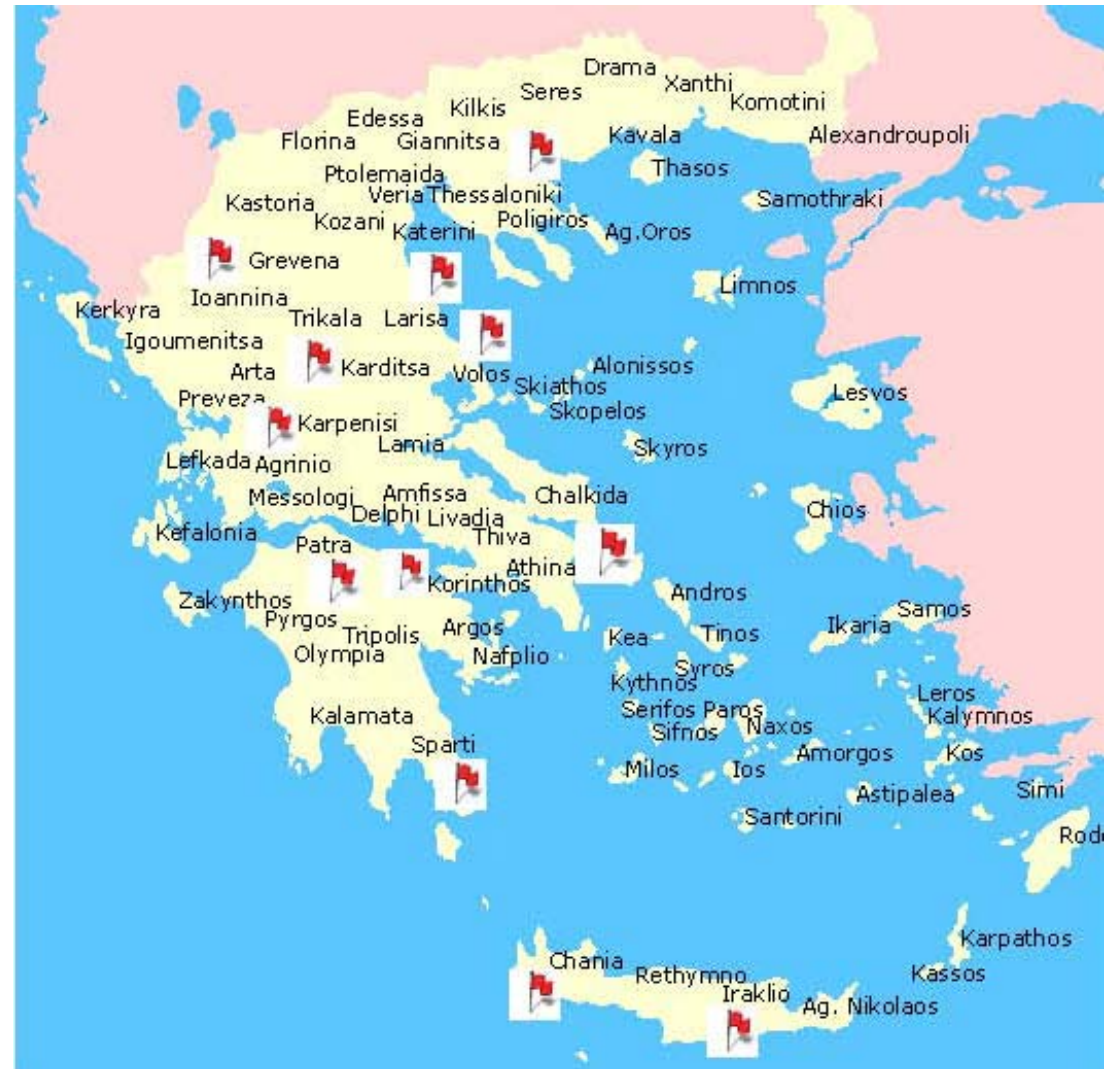 Drama
Xanthi
Seres
Komotini
Kilkis
Edessa
Florina
Giannitsa
Kavala
Alexandroupoli
Thasos
Ptolemaida
Veria
Thessaloniki
Samothraki
Kastoria
Kozani
Katerini
Poligiros
Ag.Oros
Grevena
Limnos
Ioannina
Kerkyra
Trikala
Larisa
Igoumenitsa
Arta
Karditsa
Volos
Alonissos
Skiathos
Lesvos
Preveza
Skopelos
Karpenisi
Lamia
Skyros
Lefkada
Agrinio
Messologi
Amfissa
Chalkida
Delphi
Livadia
Chios
Kefalonia
Patra
Thiva
Athina
Korinthos
Zakynthos
Andros
Pyrgos
Samos
Tripolis
Argos
Kea
Tinos
Ikaria
Olympia
Nafplio
Syros
Kythnos
Leros
Kalamata
Serifos
Paros
Kalymnos
Sifnos
Naxos
Sparti
Amorgos
Kos
Milos
Ios
Astipalea
Simi
Santorini
Rod
Karpathos
Chania
Rethymno
Kassos
Iraklio
Ag. Nikolaos